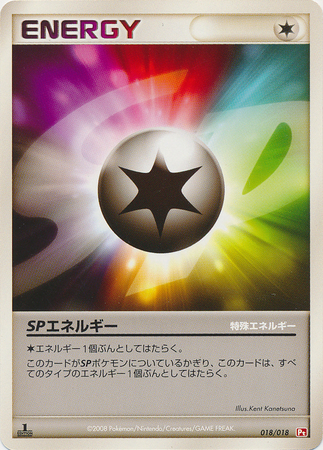 ENERGY
SPエネルギー
特殊エネルギー
エネルギー1個ぶんとしてはたらく。
このカードがSPポケモンについているかぎり、このカードは、すべ
てのタイプのエネルギー1個ぶんとしてはたらく。
Illus.Kent Kanetsuna
1
©2008 Pokémon/Nintendo/Creatures/GAME FREAK.
018/018
Pt